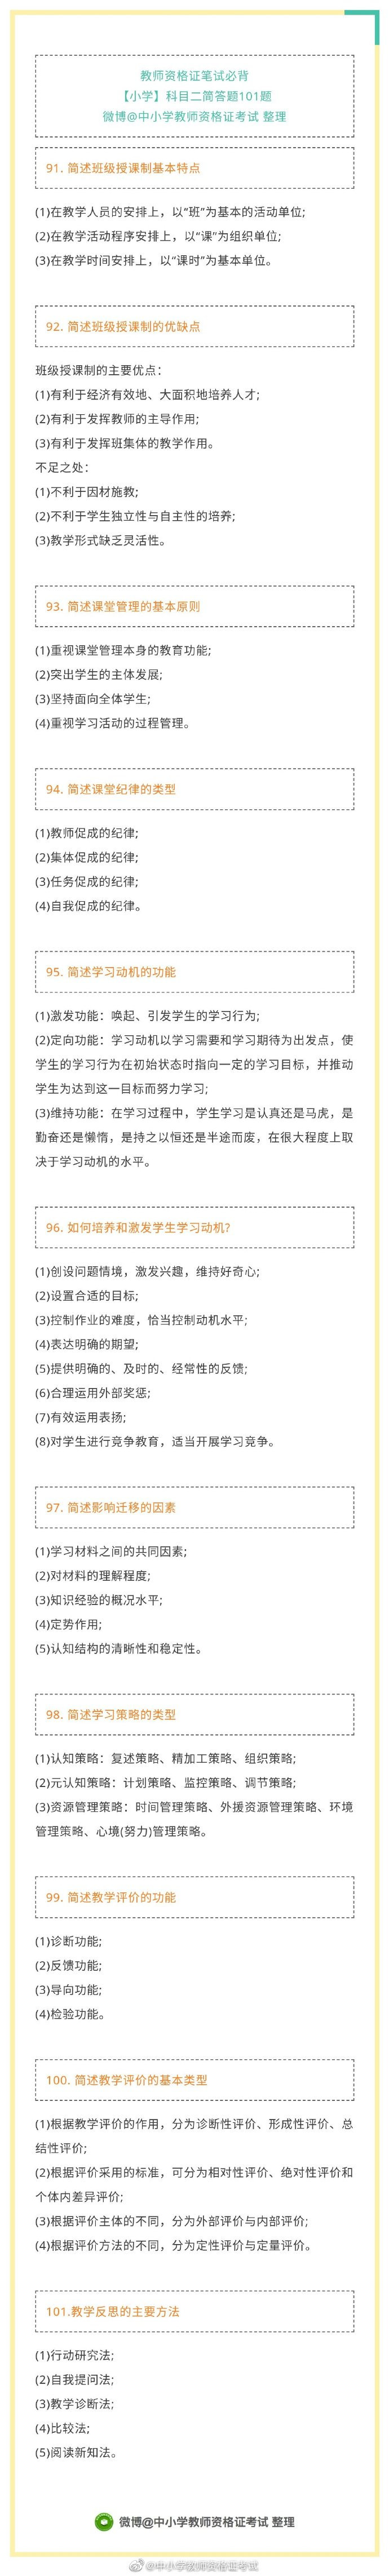 教师资格证笔试必背
【小学】科目二简答题101题
微博@中小学教师资格证考试 整理
91. 简述班级授课制基本特点
(1)在教学人员的安排上，以“班”为基本的活动单位;
(2)在教学活动程序安排上，以“课”为组织单位;
(3)在教学时间安排上，以“课时”为基本单位。
92. 简述班级授课制的优缺点
班级授课制的主要优点：
(1)有利于经济有效地、大面积地培养人才;
(2)有利于发挥教师的主导作用;
(3)有利于发挥班集体的教学作用。
不足之处：
(1)不利于因材施教;
(2)不利于学生独立性与自主性的培养;
(3)教学形式缺乏灵活性。
93. 简述课堂管理的基本原则
(1)重视课堂管理本身的教育功能;
(2)突出学生的主体发展;
(3)坚持面向全体学生;
(4)重视学习活动的过程管理。
94. 简述课堂纪律的类型
(1)教师促成的纪律;
(2)集体促成的纪律;
(3)任务促成的纪律;
(4)自我促成的纪律。
95. 简述学习动机的功能
(1)激发功能：唤起、引发学生的学习行为;
(2)定向功能：学习动机以学习需要和学习期待为出发点，使
学生的学习行为在初始状态时指向一定的学习目标，并推动
学生为达到这一目标而努力学习;
(3)维持功能：在学习过程中，学生学习是认真还是马虎，是
勤奋还是懒惰，是持之以恒还是半途而废，在很大程度上取
决于学习动机的水平。
96. 如何培养和激发学生学习动机?
(1)创设问题情境，激发兴趣，维持好奇心;
(2)设置合适的目标;
(3)控制作业的难度，恰当控制动机水平;
(4)表达明确的期望;
(5)提供明确的、及时的、经常性的反馈;
(6)合理运用外部奖惩;
(7)有效运用表扬;
(8)对学生进行竞争教育，适当开展学习竞争。
97. 简述影响迁移的因素
(1)学习材料之间的共同因素;
(2)对材料的理解程度;
(3)知识经验的概况水平;
(4)定势作用;
(5)认知结构的清晰性和稳定性。
98. 简述学习策略的类型
(1)认知策略：复述策略、精加工策略、组织策略;
(2)元认知策略：计划策略、监控策略、调节策略;
(3)资源管理策略：时间管理策略、外援资源管理策略、环境
管理策略、心境(努力)管理策略。
99. 简述教学评价的功能
(1)诊断功能;
(2)反馈功能;
(3)导向功能;
(4)检验功能。
100. 简述教学评价的基本类型
(1)根据教学评价的作用，分为诊断性评价、形成性评价、总
结性评价;
(2)根据评价采用的标准，可分为相对性评价、绝对性评价和
个体内差异评价;
(3)根据评价主体的不同，分为外部评价与内部评价;
(4)根据评价方法的不同，分为定性评价与定量评价。
101.教学反思的主要方法
(1)行动研究法;
(2)自我提问法;
(3)教学诊断法;
(4)比较法;
(5)阅读新知法。
微博@中小学教师资格证考试 整理
@中小学教师资格证考试